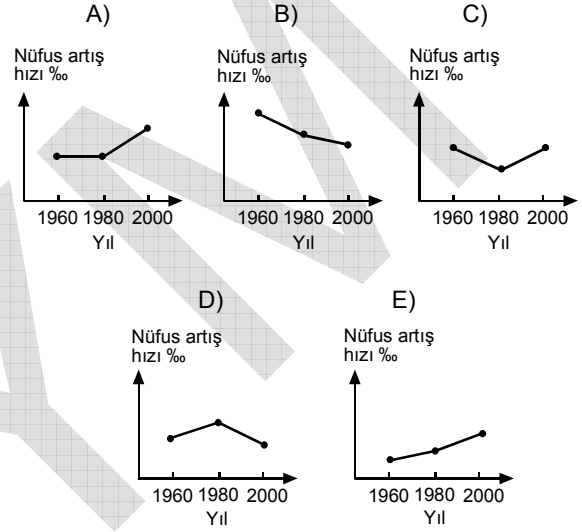 A)
Nüfus artış
hızı ‰
1960 1980 2000
Yıl
B)
Nüfus artış
hızı ‰
1960 1980 2000
Yıl
C)
Nüfus artış
hızı ‰
1960 1980 2000
Yıl
D)
Nüfus artış
hızı ‰
1960 1980 2000
Yıl
E)
Nüfus artış
hızı ‰
1960 1980 2000
Yıl